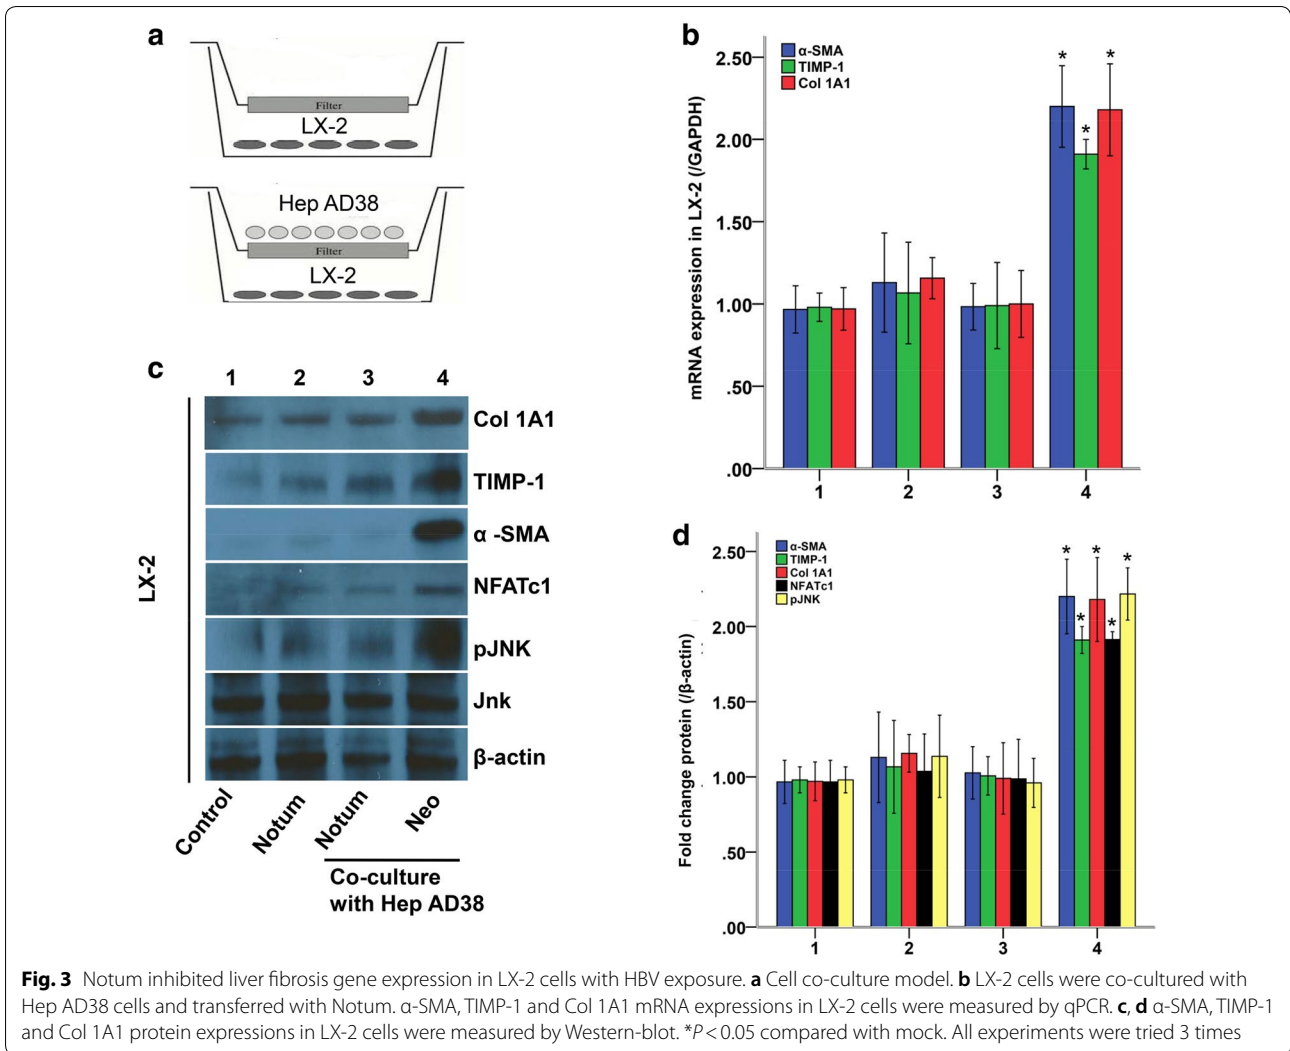 a
Filter
LX-2
Hep AD38
Filter
LX-2
b
α-SMA
TIMP-1
Col 1A1
mRNA expression in LX-2 (/GAPDH)
2.50
2.00
1.50
1.00
.50
.00
* * *
1 2 3 4
c
1 2 3 4
LX-2
Col 1A1
TIMP-1
α -SMA
NFATc1
pJNK
Jnk
β-actin
Control Notum Notum Neo
Co-culture
with Hep AD38
d
α-SMA
TIMP-1
Col 1A1
NFATc1
pJNK
Fold change protein (/β-actin)
2.50
2.00
1.50
1.00
.50
.00
* * * * *
1 2 3 4
Fig. 3 Notum inhibited liver fibrosis gene expression in LX-2 cells with HBV exposure. a Cell co-culture model. b LX-2 cells were co-cultured with
Hep AD38 cells and transferred with Notum. α-SMA, TIMP-1 and Col 1A1 mRNA expressions in LX-2 cells were measured by qPCR. c, d α-SMA, TIMP-1
and Col 1A1 protein expressions in LX-2 cells were measured by Western-blot. *P < 0.05 compared with mock. All experiments were tried 3 times